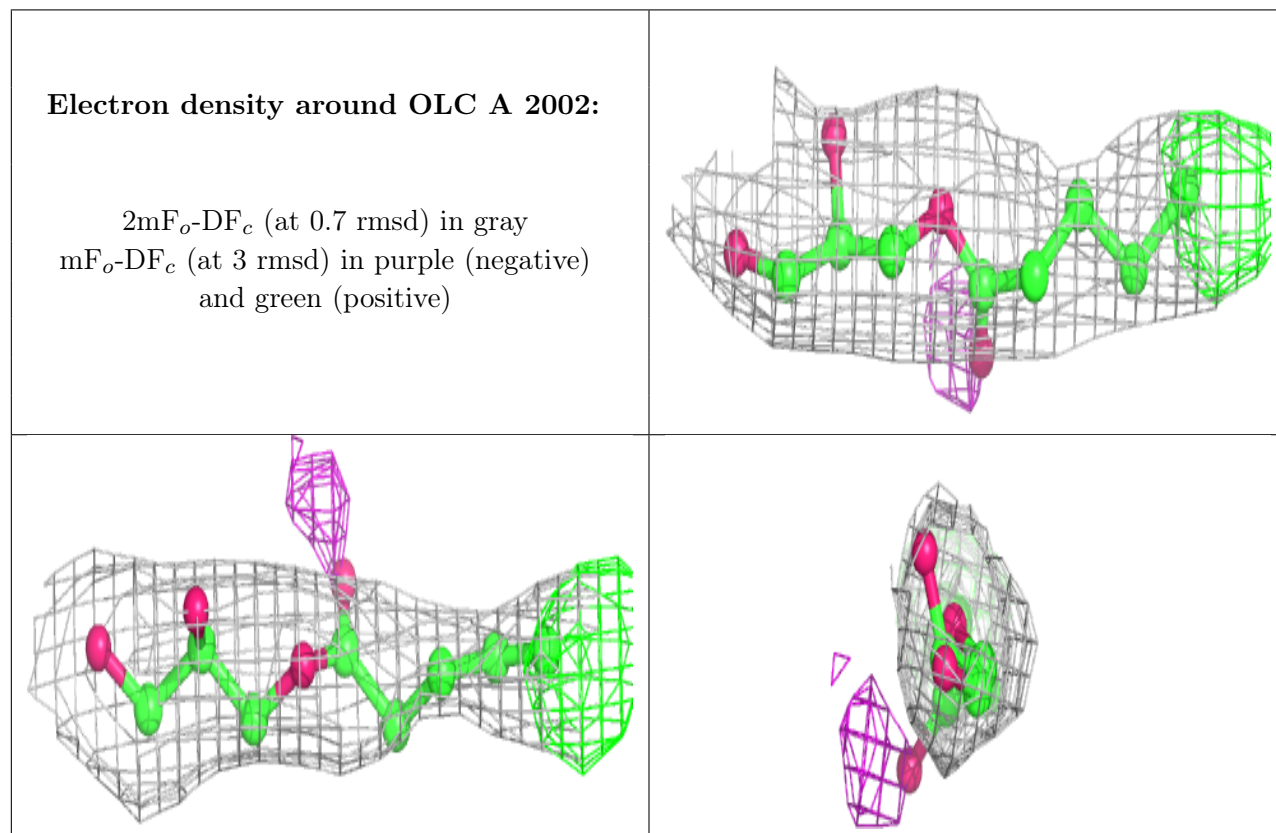 Electron density around OLC A 2002:
2mFo-DFc (at 0.7 rmsd) in gray
mFo-DFc (at 3 rmsd) in purple (negative)
and green (positive)